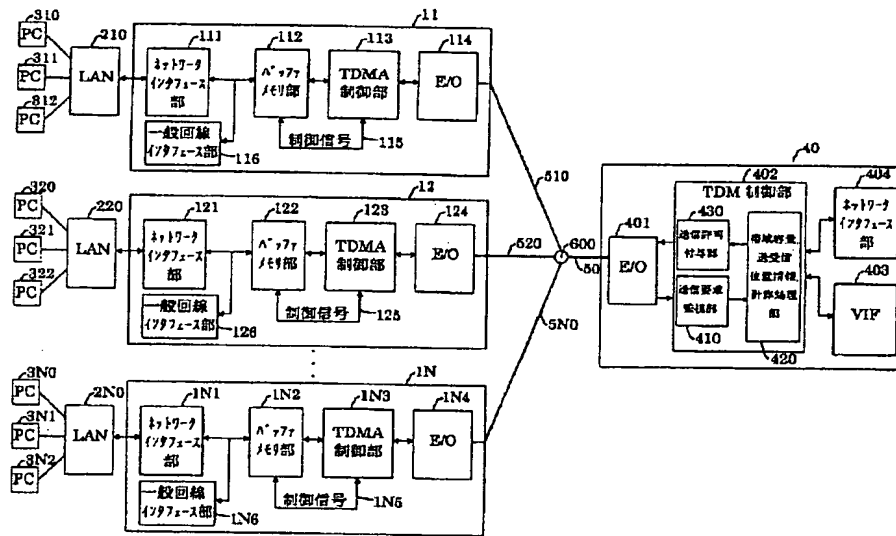 310
PC
311
PC
312
PC
210
LAN
11
111
ネットワーク
インタフェース
部
112
バッファ
メモリ部
113
TDMA
制御部
114
E/O
一般回線
インタフェース部
116
制御信号
115
510
320
PC
321
PC
322
PC
220
LAN
12
121
ネットワーク
インタフェース
部
122
バッファ
メモリ部
123
TDMA
制御部
124
E/O
一般回線
インタフェース部
126
制御信号
125
520
600
50
5N0
3N0
PC
3N1
PC
3N2
PC
2N0
LAN
1N
1N1
ネットワーク
インタフェース
部
1N2
バッファ
メモリ部
1N3
TDMA
制御部
1N4
E/O
一般回線
インタフェース部
1N6
制御信号
1N5
40
402
TDM 制御部
401
E/O
430
送信許可
付与部
送信要求
監視部
410
帯域容量,
送受信
位置情報,
計算処理
部
420
404
ネットワーク
インタフェース
部
403
VIF